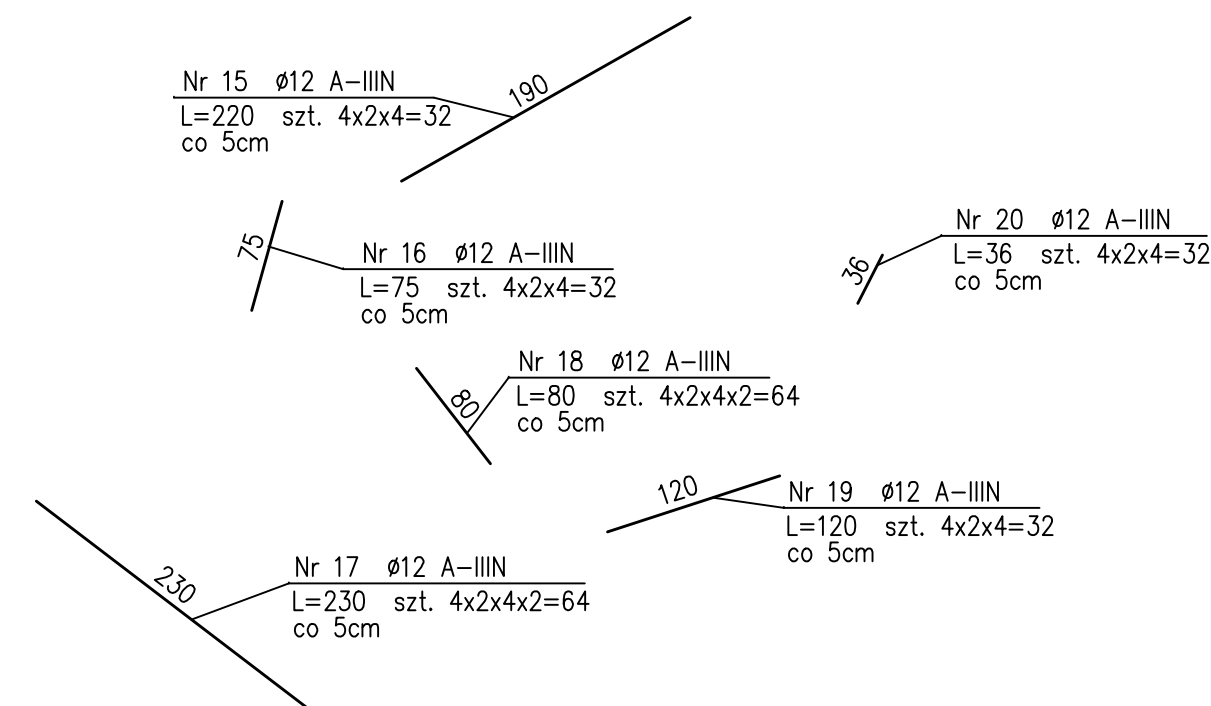 190
Nr 15 ø12 A-IIIN
L=220 szt. 4x2x4=32
co 5cm
75
Nr 16 ø12 A-IIIN
L=75 szt. 4x2x4=32
co 5cm
36
Nr 20 ø12 A-IIIN
L=36 szt. 4x2x4=32
co 5cm
80
Nr 18 ø12 A-IIIN
L=80 szt. 4x2x4x2=64
co 5cm
120
Nr 19 ø12 A-IIIN
L=120 szt. 4x2x4=32
co 5cm
230
Nr 17 ø12 A-IIIN
L=230 szt. 4x2x4x2=64
co 5cm